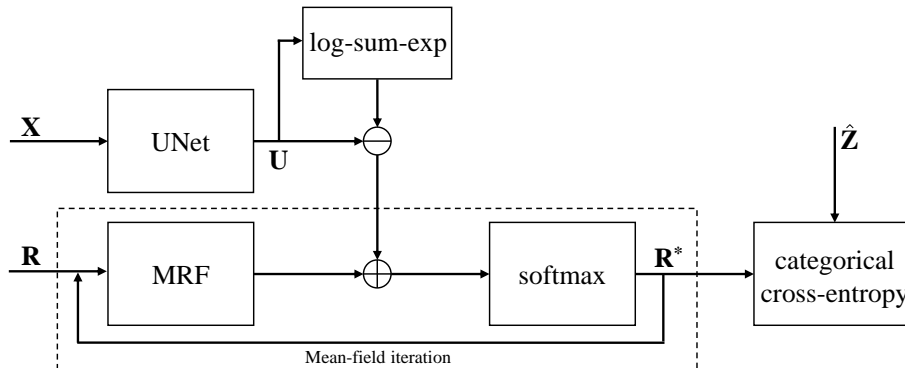 log-sum-exp
X
UNet
U
Ẑ
R
MRF
softmax
R*
categorical
cross-entropy
Mean-field iteration